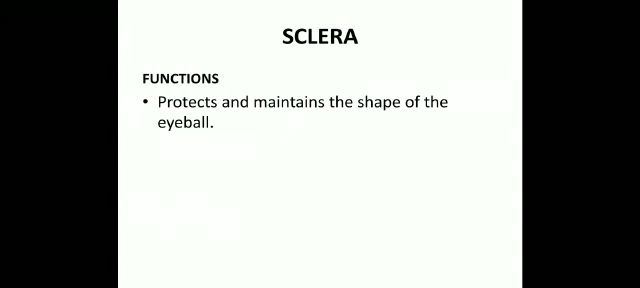 SCLERA
FUNCTIONS
• Protects and maintains the shape of the
eyeball.